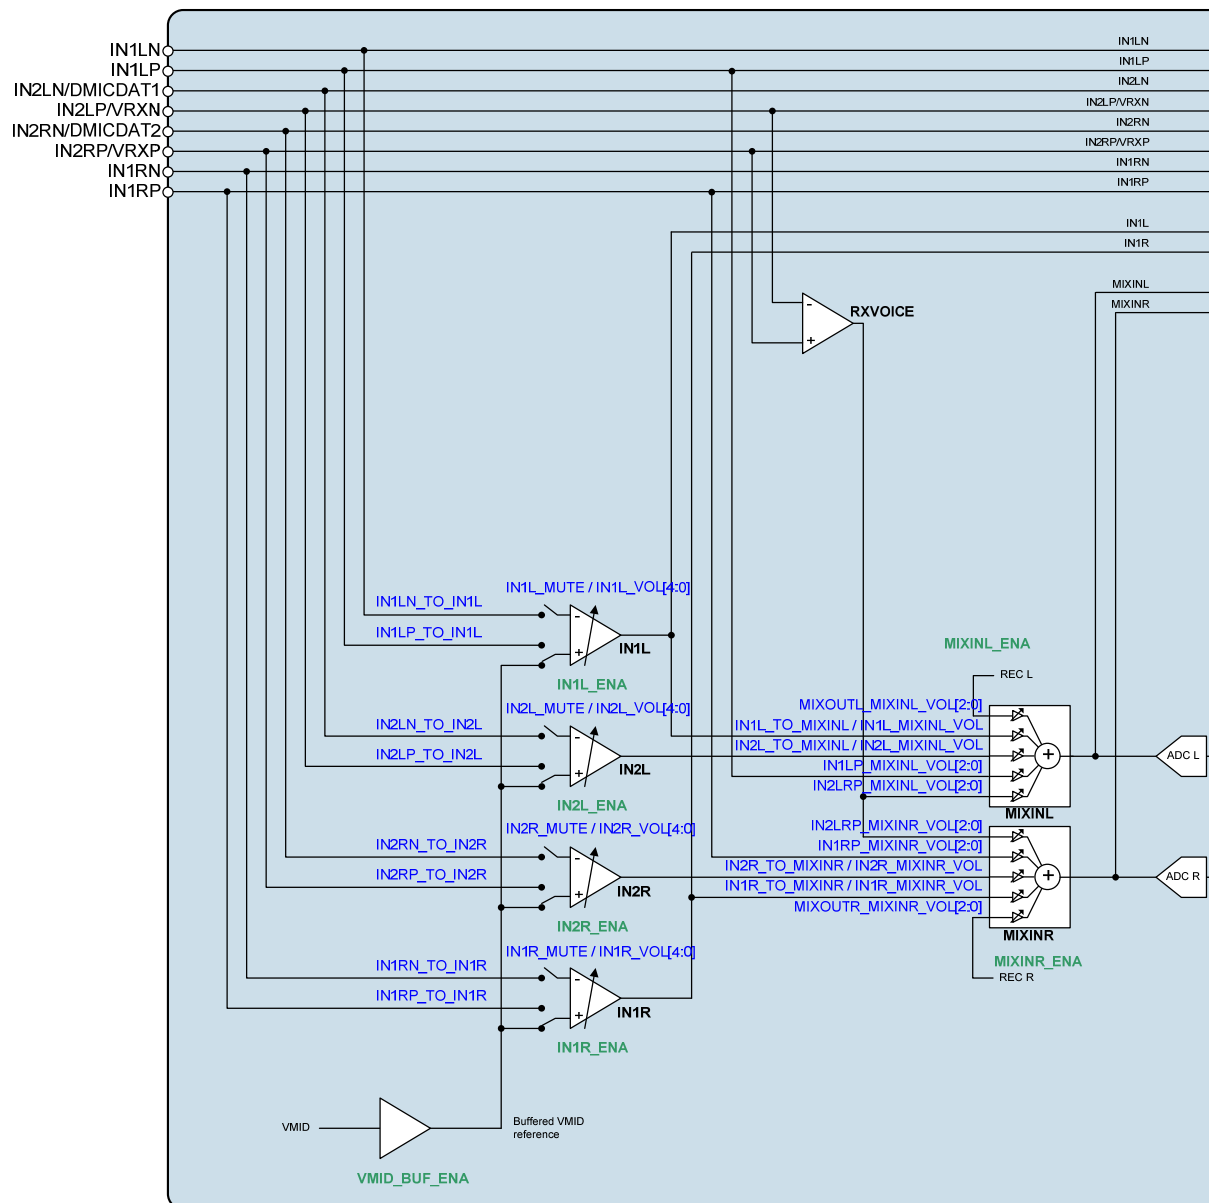 IN1LN
IN1LN
IN1LP
IN1LP
IN2LN/DMICDAT1
IN2LN
IN2LP/VRXN
IN2LP/VRXN
IN2RN/DMICDAT2
IN2RN
IN2RP/VRXP
IN2RP/VRXP
IN1RN
IN1RN
IN1RP
IN1RP
IN1L
IN1R
MIXINL
MIXINR
-
RXVOICE
+
IN1L_MUTE / IN1L_VOL[4:0]
IN1LN_TO_IN1L
-
IN1LP_TO_IN1L
+
IN1L
IN1L_ENA
MIXINL_ENA
REC L
IN2L_MUTE / IN2L_VOL[4:0]
IN2LN_TO_IN2L
-
IN2LP_TO_IN2L
+
IN2L
IN2L_ENA
MIXOUTL_MIXINL_VOL[2:0]
IN1L_TO_MIXINL / IN1L_MIXINL_VOL
IN2L_TO_MIXINL / IN2L_MIXINL_VOL
IN1LP_MIXINL_VOL[2:0]
IN2LRP_MIXINL_VOL[2:0]
+
MIXINL
ADC L
IN2R_MUTE / IN2R_VOL[4:0]
IN2RN_TO_IN2R
-
IN2RP_TO_IN2R
+
IN2R
IN2R_ENA
IN2LRP_MIXINR_VOL[2:0]
IN1RP_MIXINR_VOL[2:0]
IN2R_TO_MIXINR / IN2R_MIXINR_VOL
IN1R_TO_MIXINR / IN1R_MIXINR_VOL
MIXOUTR_MIXINR_VOL[2:0]
+
MIXINR
ADC R
MIXINR_ENA
REC R
IN1R_MUTE / IN1R_VOL[4:0]
IN1RN_TO_IN1R
-
IN1RP_TO_IN1R
+
IN1R
IN1R_ENA
VMID
Buffered VMID
reference
VMID_BUF_ENA